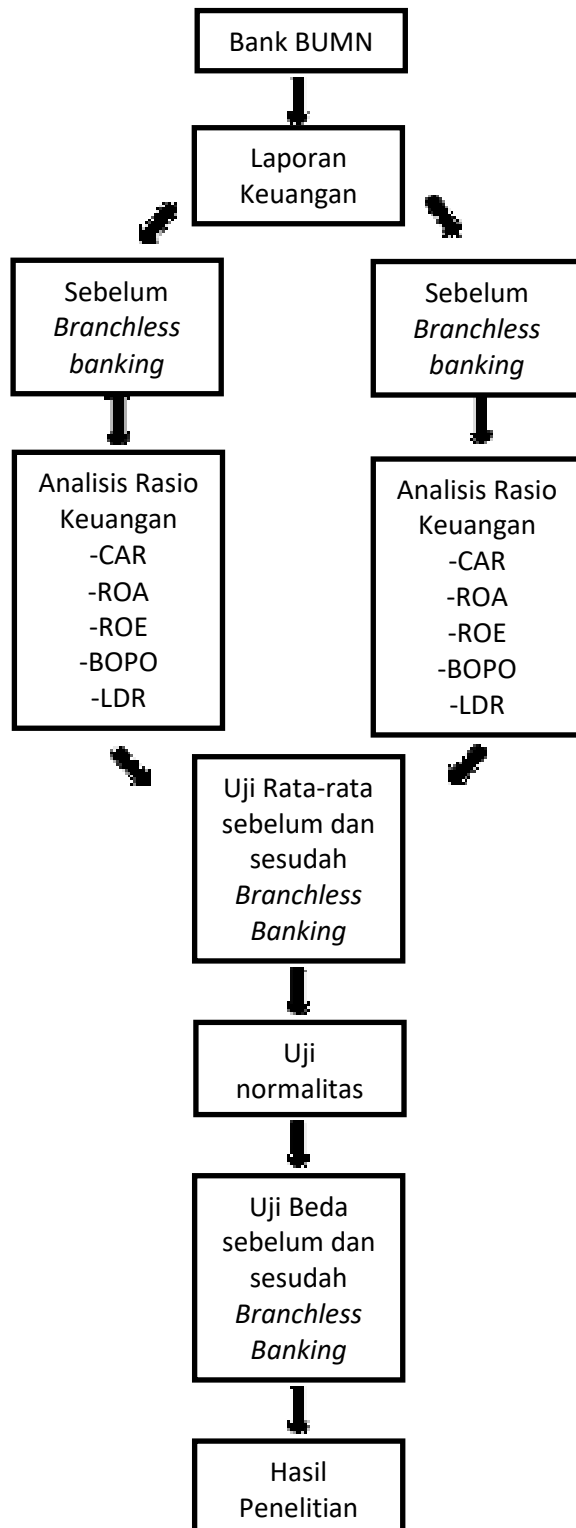 Bank BUMN
Laporan
Keuangan
Sebelum
Branchless
banking
Sebelum
Branchless
banking
Analisis Rasio
Keuangan
-CAR
-ROA
-ROE
-BOPO
-LDR
Analisis Rasio
Keuangan
-CAR
-ROA
-ROE
-BOPO
-LDR
Uji Rata-rata
sebelum dan
sesudah
Branchless
Banking
Uji
normalitas
Uji Beda
sebelum dan
sesudah
Branchless
Banking
Hasil
Penelitian